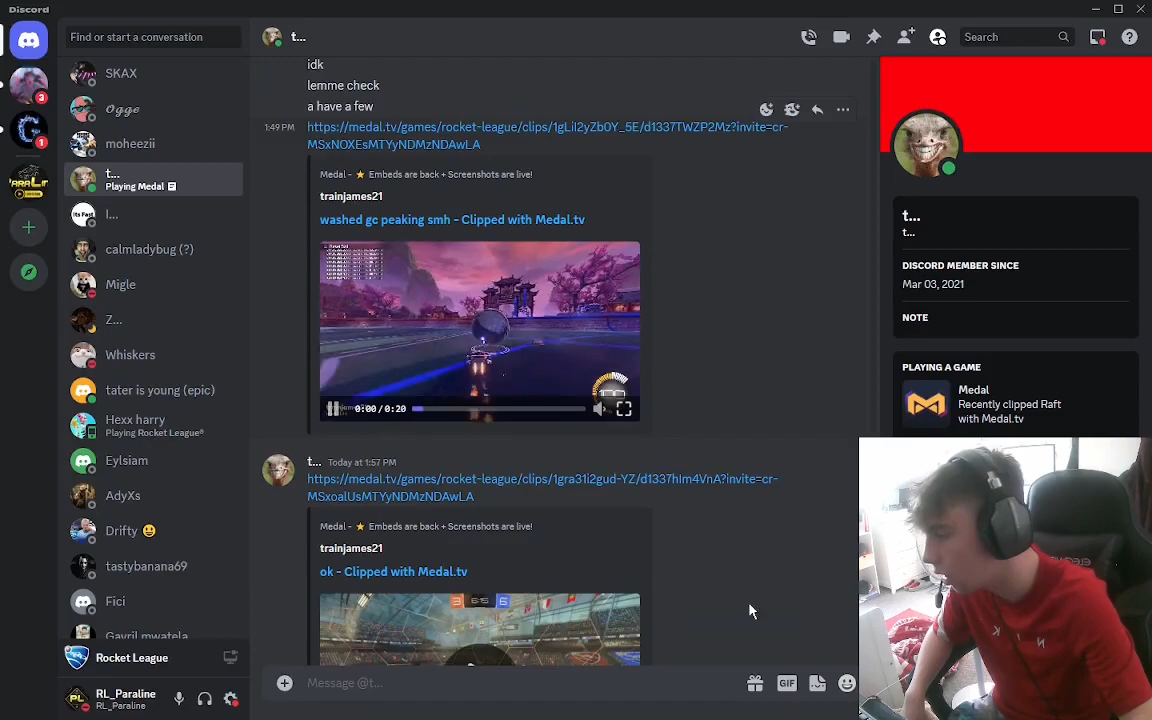 Discord
Find or start a conversation
SKAX
Ogge
moheezii
t...
Playing Medal
I...
calmladybug (?)
Migle
Z...
Whiskers
tater is young (epic)
Hexx harry
Playing Rocket League®
Eylsiam
AdyXs
Drifty
tastybanana69
Fici
Gavril mwatela
Rocket League
RL_Paraline
RL_Paraline
t...
Search
idk
lemme check
a have a few
1:49 PM
https://medal.tv/games/rocket-league/clips/1gLiI2yZb0Y_5E/d1337TWZP2Mz?invite=cr-
MSxNOXEsMTYyNDMzNDAwLA
Medal - ⭐ Embeds are back + Screenshots are live!
trainjames21
washed gc peaking smh - Clipped with Medal.tv
0:00/0:20
t... Today at 1:57 PM
https://medal.tv/games/rocket-league/clips/1gra31i2gud-YZ/d1337hIm4VnA?invite=cr-
MSxoalUsMTYyNDMzNDAwLA
Medal - ⭐ Embeds are back + Screenshots are live!
trainjames21
ok - Clipped with Medal.tv
Message @t...
GIF
t...
t...
DISCORD MEMBER SINCE
Mar 03, 2021
NOTE
PLAYING A GAME
Medal
Recently clipped Raft
with Medal.tv
3
1